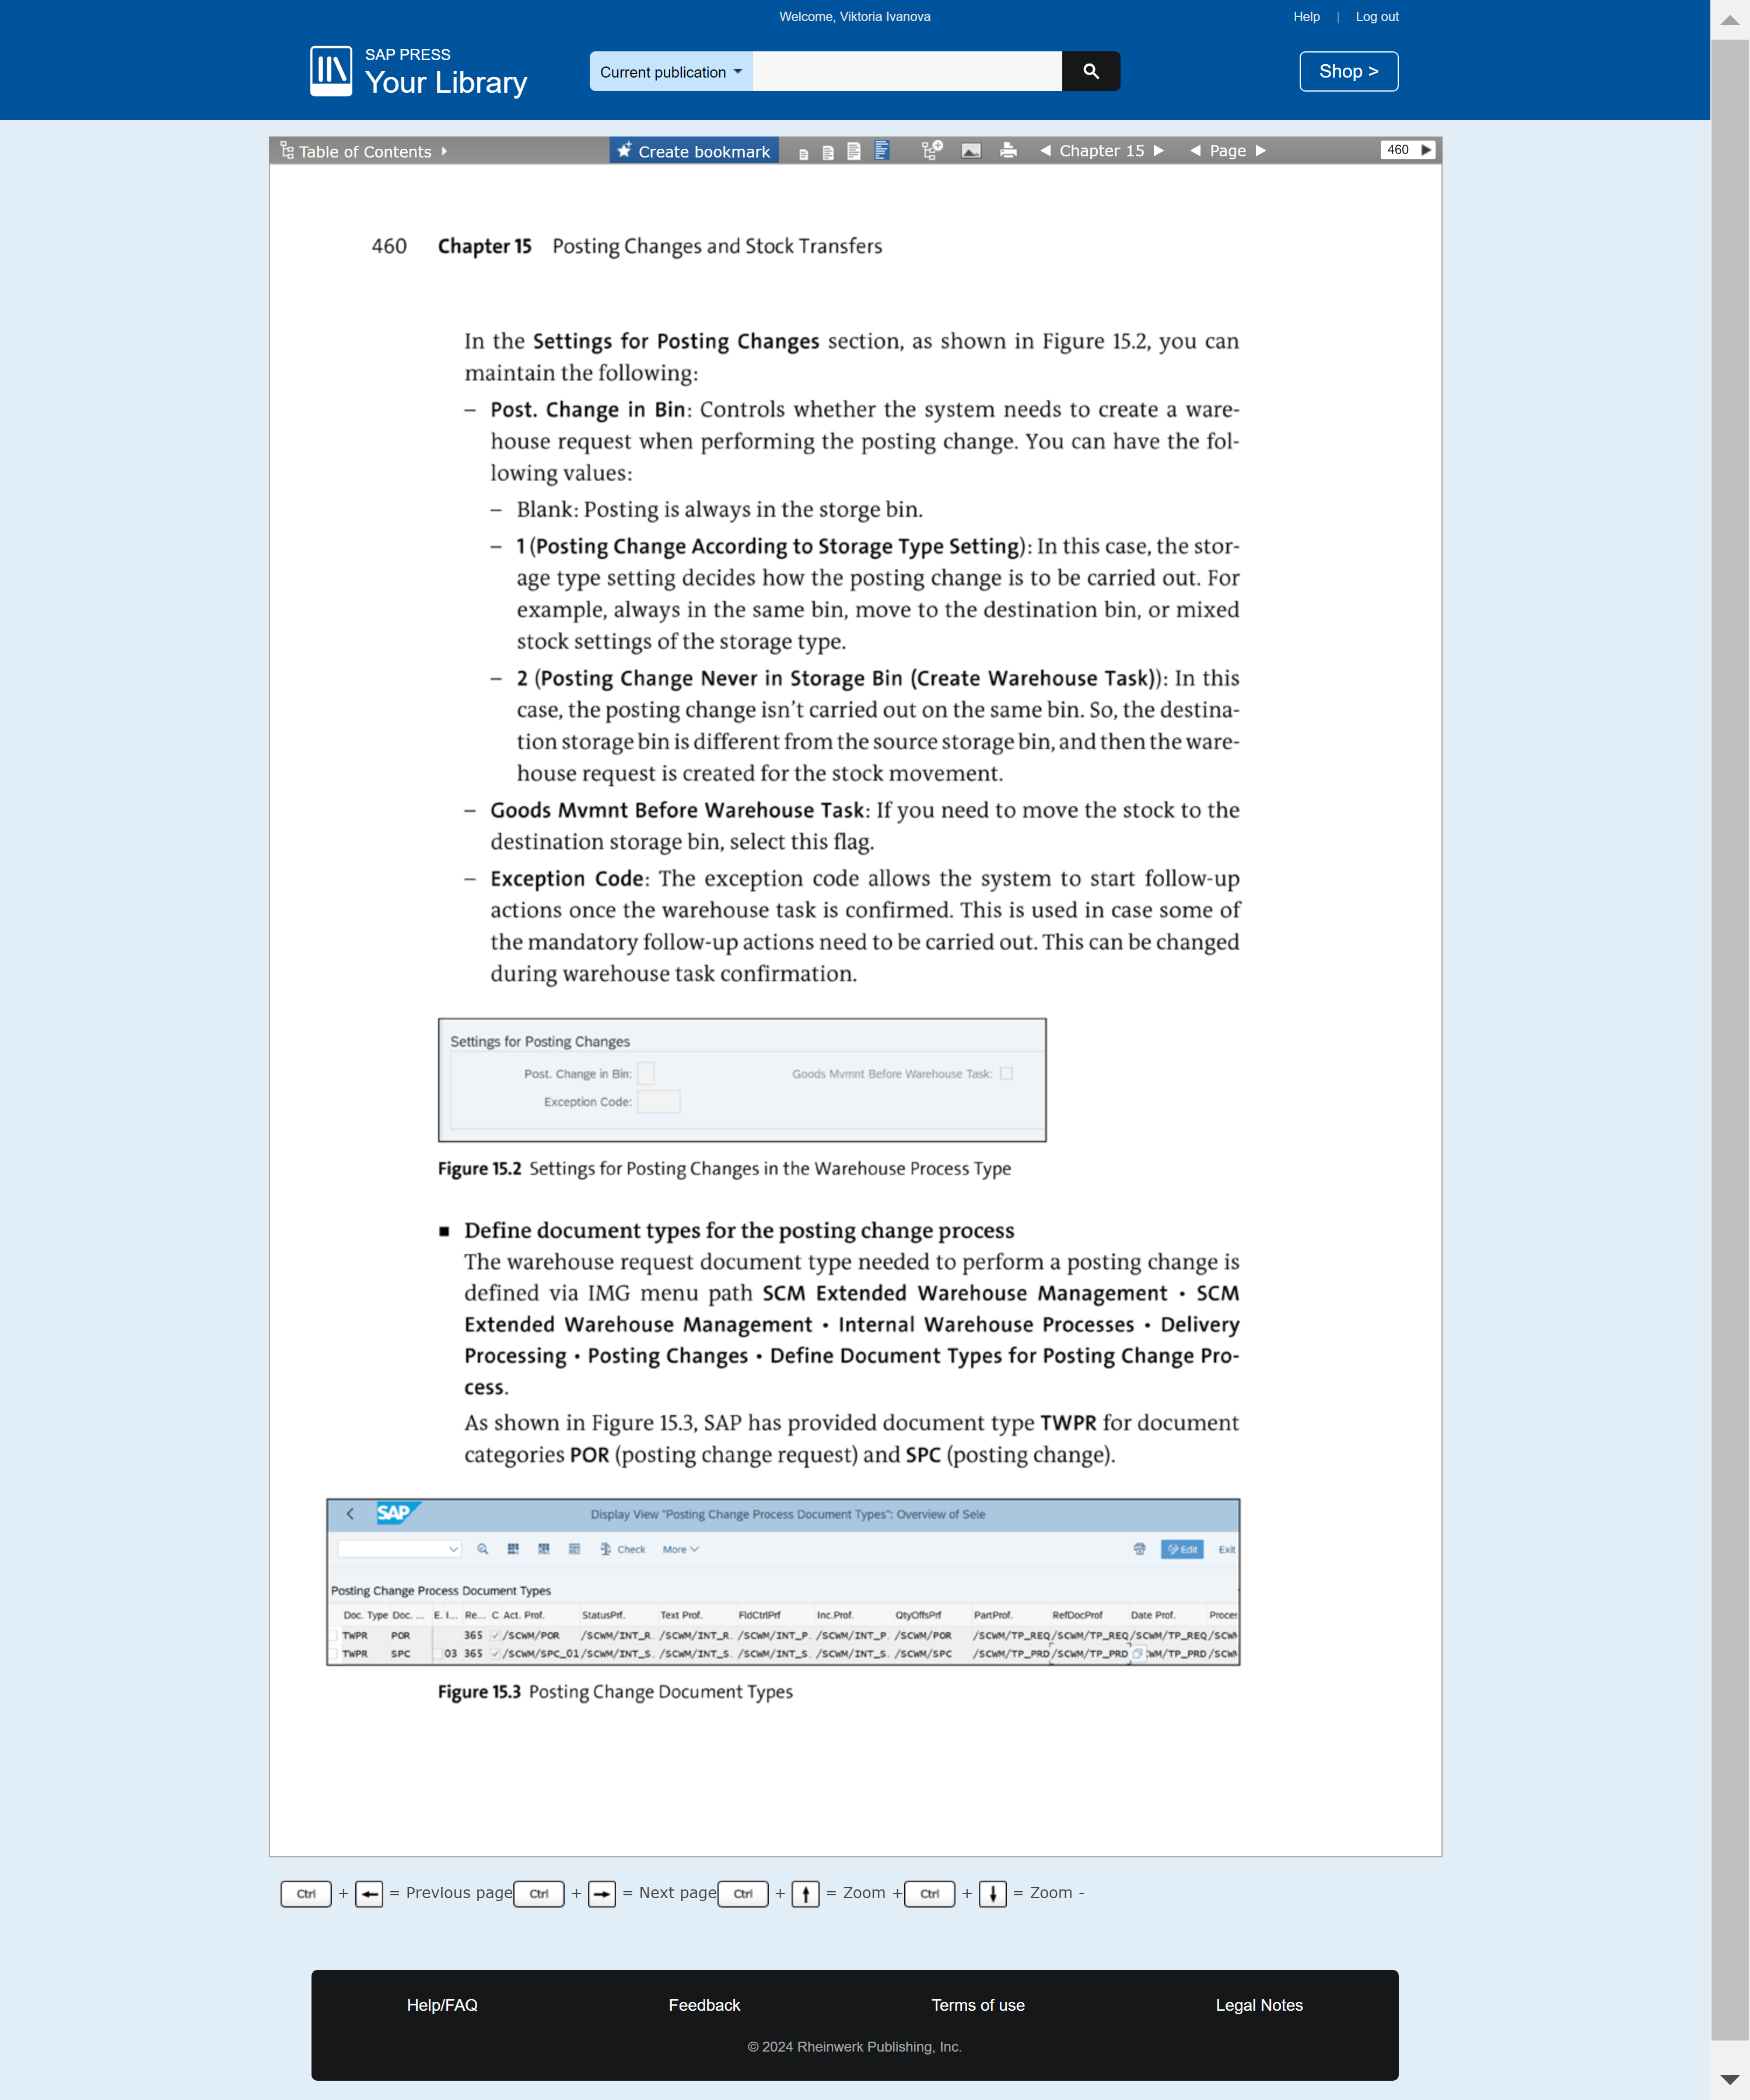 Welcome, Viktoria Ivanova
Help | Log out
SAP PRESS
Your Library
Current publication
Shop >
Table of Contents
Create bookmark
Chapter 15
Page
460
460 Chapter 15 Posting Changes and Stock Transfers
In the Settings for Posting Changes section, as shown in Figure 15.2, you can
maintain the following:
– Post. Change in Bin: Controls whether the system needs to create a ware-
house request when performing the posting change. You can have the fol-
lowing values:
– Blank: Posting is always in the storge bin.
– 1 (Posting Change According to Storage Type Setting): In this case, the stor-
age type setting decides how the posting change is to be carried out. For
example, always in the same bin, move to the destination bin, or mixed
stock settings of the storage type.
– 2 (Posting Change Never in Storage Bin (Create Warehouse Task)): In this
case, the posting change isn't carried out on the same bin. So, the destina-
tion storage bin is different from the source storage bin, and then the ware-
house request is created for the stock movement.
– Goods Mvmnt Before Warehouse Task: If you need to move the stock to the
destination storage bin, select this flag.
– Exception Code: The exception code allows the system to start follow-up
actions once the warehouse task is confirmed. This is used in case some of
the mandatory follow-up actions need to be carried out. This can be changed
during warehouse task confirmation.
Settings for Posting Changes
Post. Change in Bin: Goods Mvmnt Before Warehouse Task:
Exception Code:
Figure 15.2 Settings for Posting Changes in the Warehouse Process Type
■ Define document types for the posting change process
The warehouse request document type needed to perform a posting change is
defined via IMG menu path SCM Extended Warehouse Management • SCM
Extended Warehouse Management • Internal Warehouse Processes • Delivery
Processing • Posting Changes • Define Document Types for Posting Change Pro-
cess.
As shown in Figure 15.3, SAP has provided document type TWPR for document
categories POR (posting change request) and SPC (posting change).
SAP
Display View "Posting Change Process Document Types": Overview of Sele
Check More Edit Exit
Posting Change Process Document Types
Doc. Type Doc. ... E. I... Re... C Act. Prof. StatusPrf. Text Prof. FldCtrlPrf Inc.Prof. QtyOffsPrf PartProf. RefDocProf Date Prof. Proces
TWPR POR 365 /SCWM/POR /SCWM/INT_R. /SCWM/INT_R. /SCWM/INT_P. /SCWM/INT_P. /SCWM/POR /SCWM/TP_REQ /SCWM/TP_REQ /SCWM/TP_REQ /SCWM
TWPR SPC 03 365 /SCWM/SPC_01 /SCWM/INT_S. /SCWM/INT_S. /SCWM/INT_S. /SCWM/INT_S. /SCWM/SPC /SCWM/TP_PRD /SCWM/TP_PRD WM/TP_PRD /SCWM
Figure 15.3 Posting Change Document Types
Ctrl + ← = Previous page Ctrl + → = Next page Ctrl + ↑ = Zoom + Ctrl + ↓ = Zoom -
Help/FAQ Feedback Terms of use Legal Notes
© 2024 Rheinwerk Publishing, Inc.